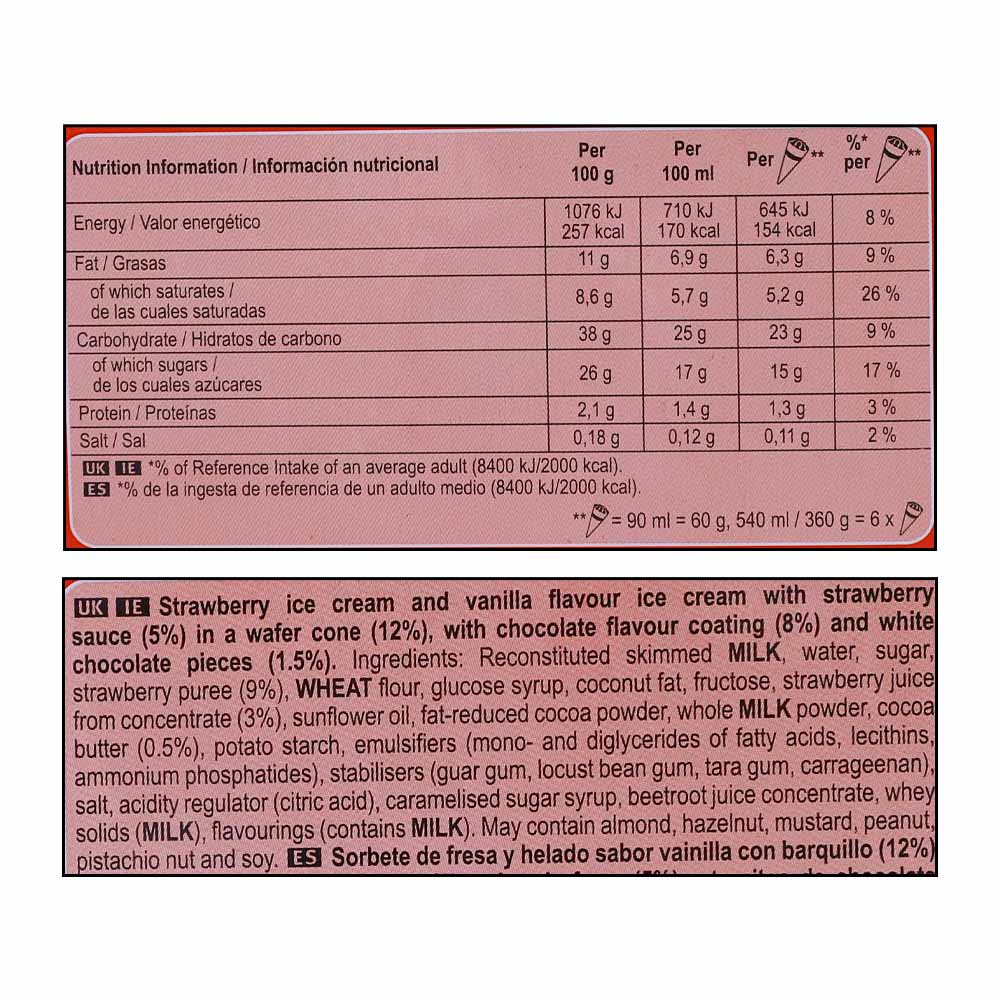 Nutrition Information / Información nutricional Per 100 g Per 100 ml Per ** %* per **
Energy / Valor energético 1076 kJ 257 kcal 710 kJ 170 kcal 645 kJ 154 kcal 8 %
Fat / Grasas 11 g 6,9 g 6,3 g 9 %
of which saturates /
de las cuales saturadas 8,6 g 5,7 g 5,2 g 26 %
Carbohydrate / Hidratos de carbono 38 g 25 g 23 g 9 %
of which sugars /
de los cuales azúcares 26 g 17 g 15 g 17 %
Protein / Proteínas 2,1 g 1,4 g 1,3 g 3 %
Salt / Sal 0,18 g 0,12 g 0,11 g 2 %
UK IE *% of Reference Intake of an average adult (8400 kJ/2000 kcal).
ES *% de la ingesta de referencia de un adulto medio (8400 kJ/2000 kcal).
** = 90 ml = 60 g, 540 ml / 360 g = 6 x
UK IE Strawberry ice cream and vanilla flavour ice cream with strawberry
sauce (5%) in a wafer cone (12%), with chocolate flavour coating (8%) and white
chocolate pieces (1.5%). Ingredients: Reconstituted skimmed MILK, water, sugar,
strawberry puree (9%), WHEAT flour, glucose syrup, coconut fat, fructose, strawberry juice
from concentrate (3%), sunflower oil, fat-reduced cocoa powder, whole MILK powder, cocoa
butter (0.5%), potato starch, emulsifiers (mono- and diglycerides of fatty acids, lecithins,
ammonium phosphatides), stabilisers (guar gum, locust bean gum, tara gum, carrageenan),
salt, acidity regulator (citric acid), caramelised sugar syrup, beetroot juice concentrate, whey
solids (MILK), flavourings (contains MILK). May contain almond, hazelnut, mustard, peanut,
pistachio nut and soy. ES Sorbete de fresa y helado sabor vainilla con barquillo (12%)